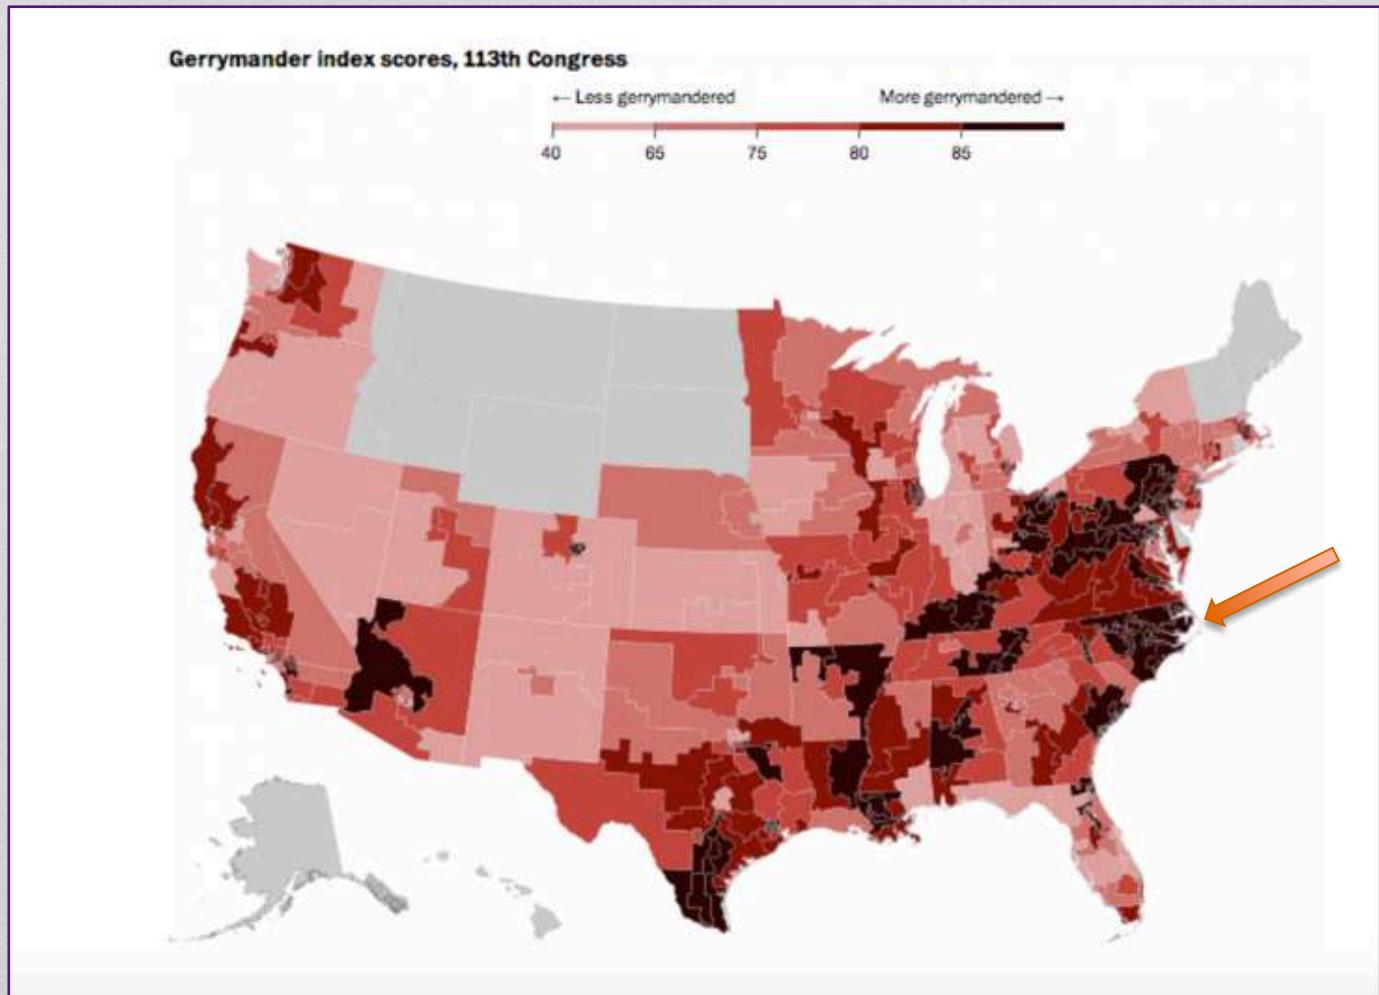 Gerrymander index scores, 113th Congress
← Less gerrymandered More gerrymandered →
40 65 75 80 85